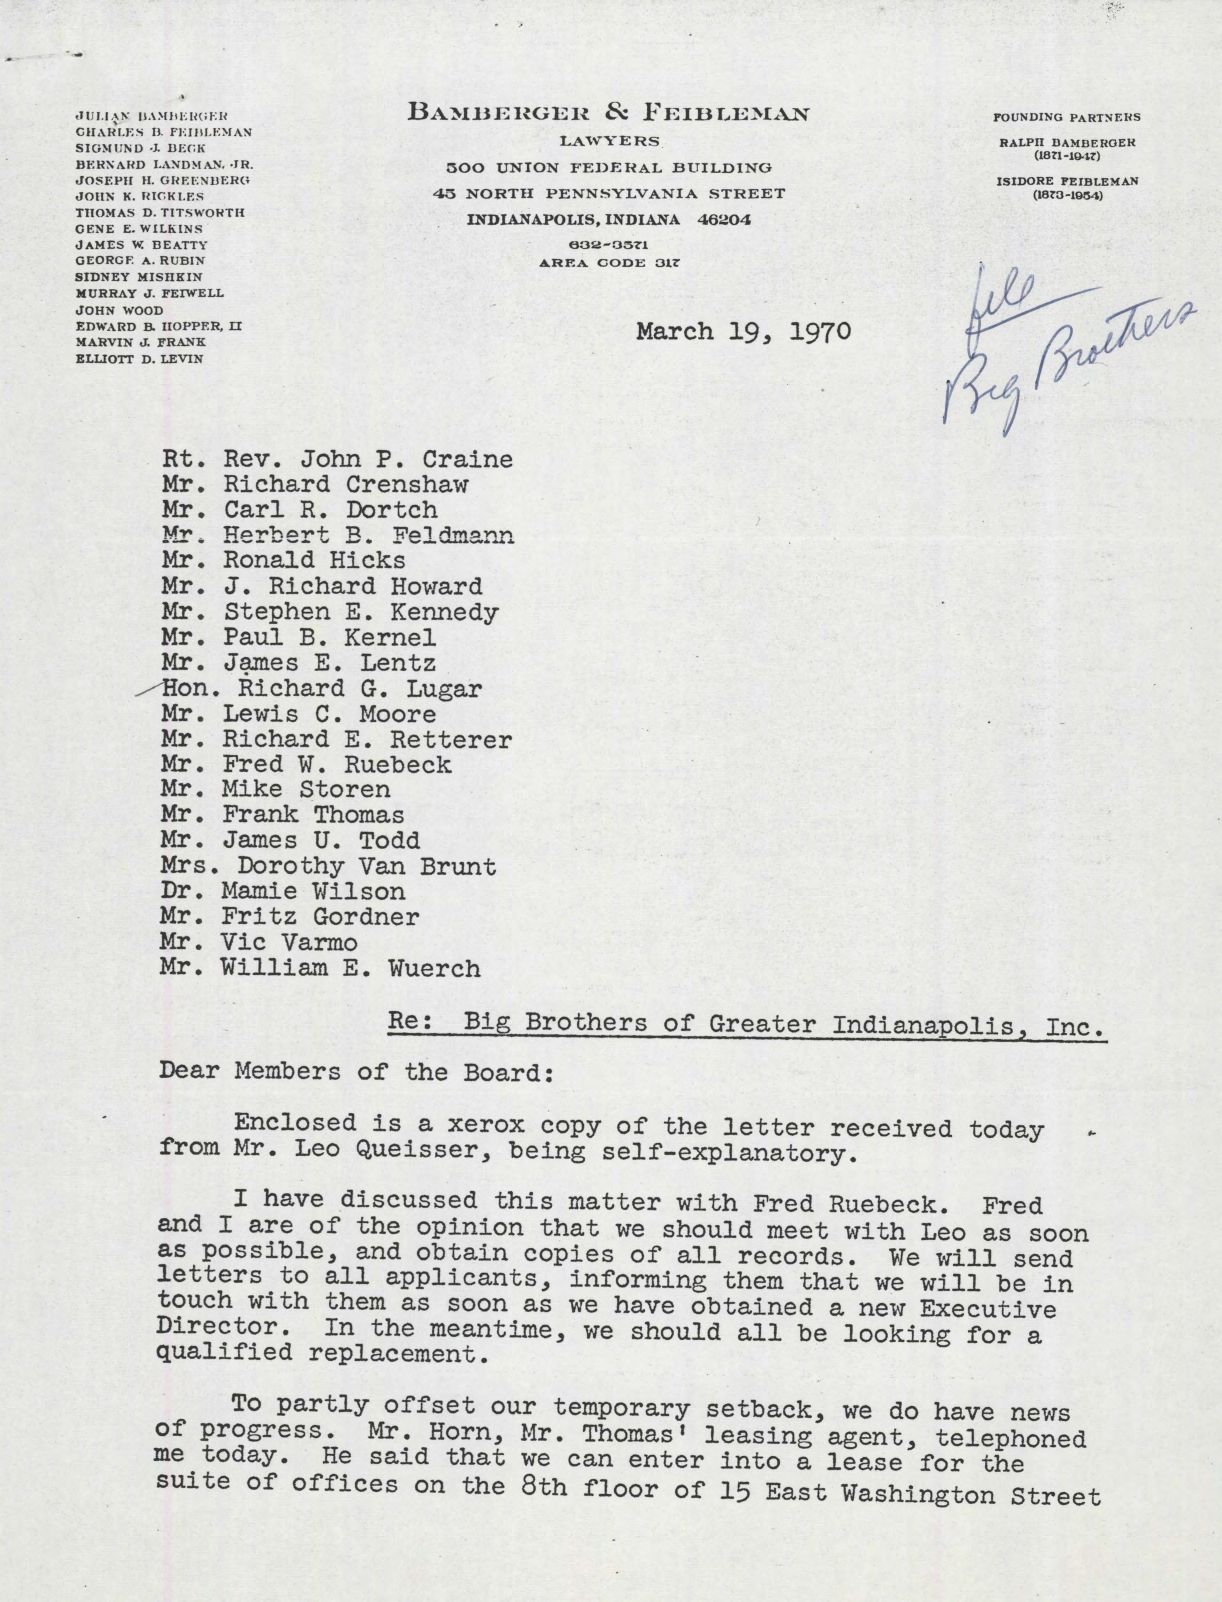 JULIAN BAMBERGER
CHARLES B. FEIBLEMAN
SIGMUND J. BECK
BERNARD LANDMAN, JR.
JOSEPH H. GREENBERG
JOHN K. RICKLES
THOMAS D. TITSWORTH
GENE E. WILKINS
JAMES W. BEATTY
GEORGE A. RUBIN
SIDNEY MISHKIN
MURRAY J. FEIWELL
JOHN WOOD
EDWARD B. HOPPER, II
MARVIN J. FRANK
ELLIOTT D. LEVIN
BAMBERGER & FEIBLEMAN
LAWYERS
500 UNION FEDERAL BUILDING
45 NORTH PENNSYLVANIA STREET
INDIANAPOLIS, INDIANA 46204
632-3571
AREA CODE 317
FOUNDING PARTNERS
RALPH BAMBERGER
(1871-1947)
ISIDORE FEIBLEMAN
(1873-1954)
file
Big Brothers
March 19, 1970
Rt. Rev. John P. Craine
Mr. Richard Crenshaw
Mr. Carl R. Dortch
Mr. Herbert B. Feldmann
Mr. Ronald Hicks
Mr. J. Richard Howard
Mr. Stephen E. Kennedy
Mr. Paul B. Kernel
Mr. James E. Lentz
Hon. Richard G. Lugar
Mr. Lewis C. Moore
Mr. Richard E. Retterer
Mr. Fred W. Ruebeck
Mr. Mike Storen
Mr. Frank Thomas
Mr. James U. Todd
Mrs. Dorothy Van Brunt
Dr. Mamie Wilson
Mr. Fritz Gordner
Mr. Vic Varmo
Mr. William E. Wuerch
Re: Big Brothers of Greater Indianapolis, Inc.
Dear Members of the Board:
Enclosed is a xerox copy of the letter received today
from Mr. Leo Queisser, being self-explanatory.
I have discussed this matter with Fred Ruebeck. Fred
and I are of the opinion that we should meet with Leo as soon
as possible, and obtain copies of all records. We will send
letters to all applicants, informing them that we will be in
touch with them as soon as we have obtained a new Executive
Director. In the meantime, we should all be looking for a
qualified replacement.
To partly offset our temporary setback, we do have news
of progress. Mr. Horn, Mr. Thomas' leasing agent, telephoned
me today. He said that we can enter into a lease for the
suite of offices on the 8th floor of 15 East Washington Street